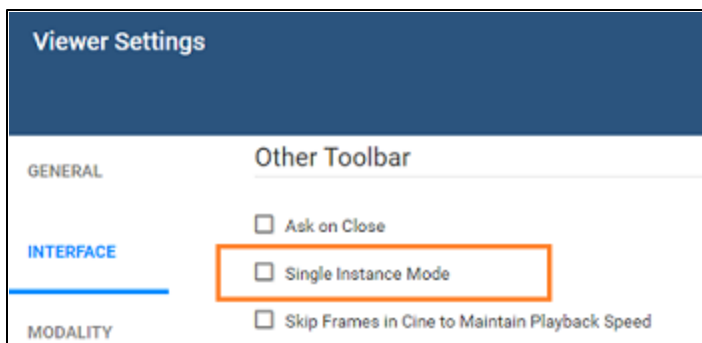 Viewer Settings
GENERAL
INTERFACE
MODALITY
Other Toolbar
Ask on Close
Single Instance Mode
Skip Frames in Cine to Maintain Playback Speed